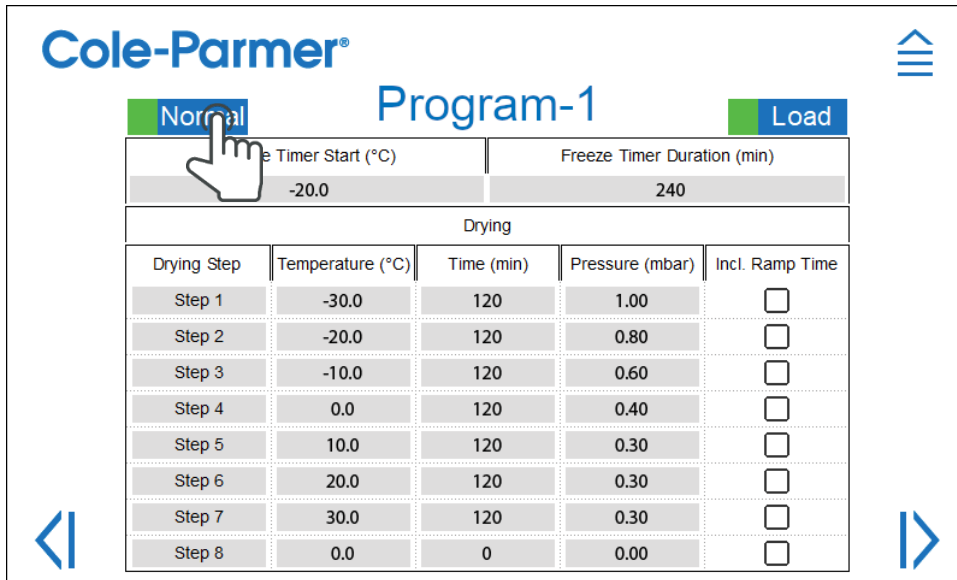 Cole-Parmer®
Program-1
Normal
Load
Timer Start (°C) Freeze Timer Duration (min)
-20.0 240
Drying
Drying Step Temperature (°C) Time (min) Pressure (mbar) Incl. Ramp Time
Step 1 -30.0 120 1.00
Step 2 -20.0 120 0.80
Step 3 -10.0 120 0.60
Step 4 0.0 120 0.40
Step 5 10.0 120 0.30
Step 6 20.0 120 0.30
Step 7 30.0 120 0.30
Step 8 0.0 0 0.00